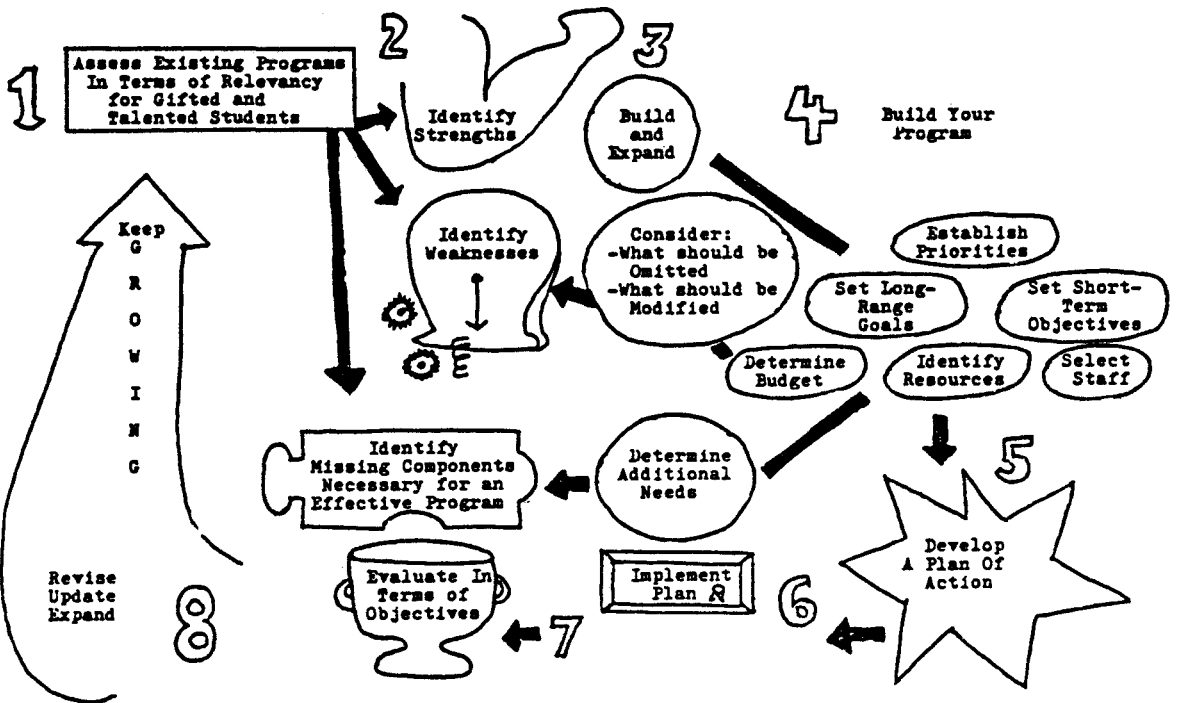 1
Assess Existing Programs
In Terms of Relevancy
for Gifted and
Talented Students
2
Identify
Strengths
Identify
Weaknesses
Identify
Missing Components
Necessary for an
Effective Program
3
Build
and
Expand
Consider:
-What should be
Omitted
-What should be
Modified
Determine
Additional
Needs
4
Build Your
Program
Establish
Priorities
Set Long-
Range
Goals
Set Short-
Term
Objectives
Determine
Budget
Identify
Resources
Select
Staff
5
Develop
A Plan Of
Action
6
Implement
Plan
7
Evaluate In
Terms of
Objectives
8
Revise
Update
Expand
Keep
G
R
O
W
I
N
G